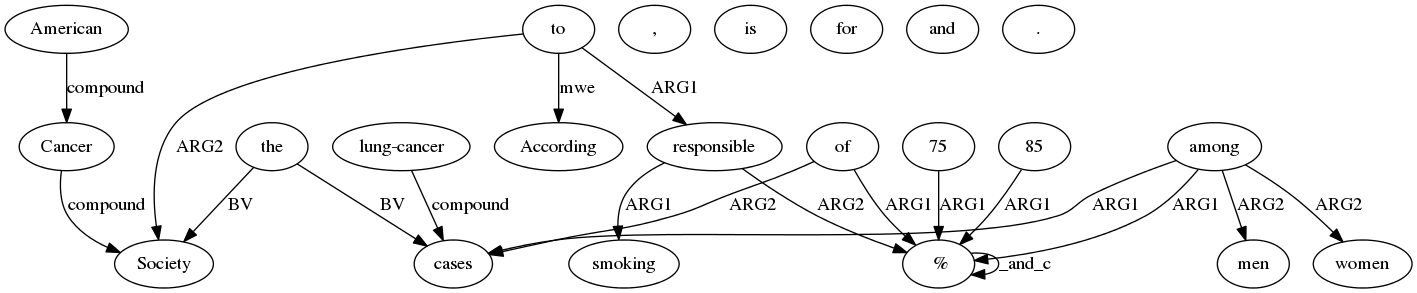 American to , is for and .
compound mwe ARG1
Cancer ARG2 the lung-cancer According responsible of 75 85 among
compound BV BV compound ARG1 ARG2 ARG2 ARG1 ARG1 ARG1 ARG1 ARG1 ARG2 ARG2
Society cases smoking % _and_c men women